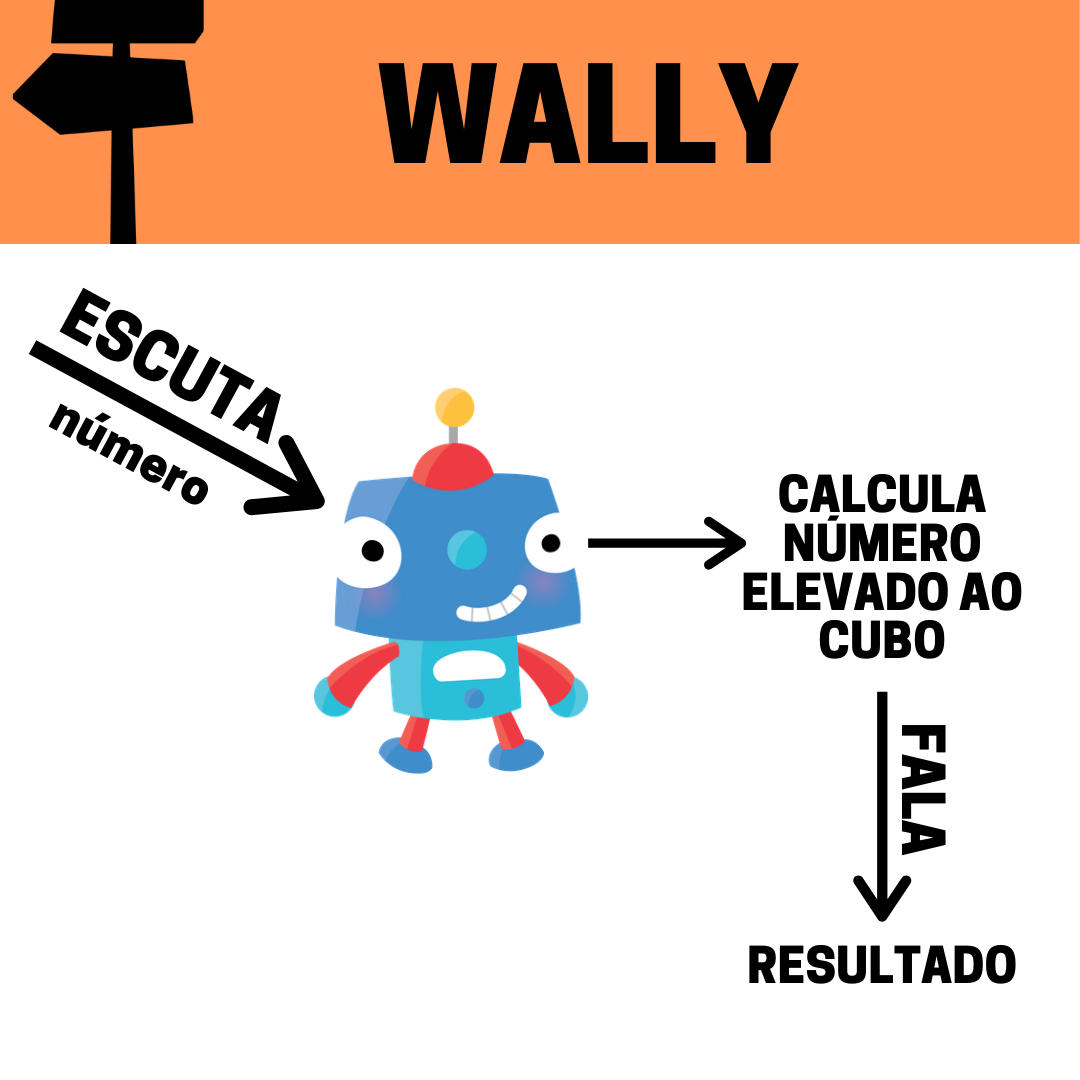 WALLY
ESCUTA
número
CALCULA
NÚMERO
ELEVADO AO
CUBO
FALA
RESULTADO